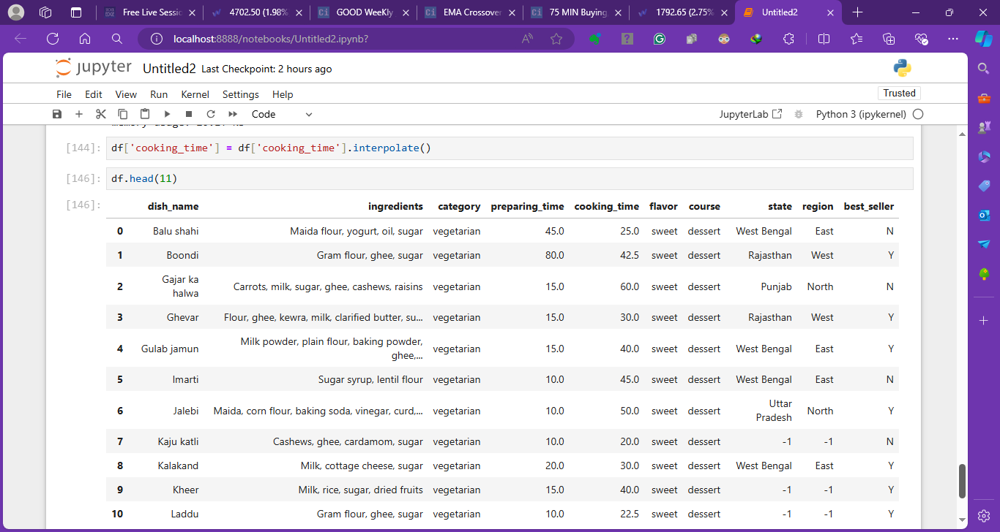 Free Live Sessic
4702.50 (1.98%
GOOD WeeKly
EMA Crossover
75 MIN Buying
1792.65 (2.75%
Untitled2
localhost:8888/notebooks/Untitled2.ipynb?
jupyter Untitled2 Last Checkpoint: 2 hours ago
File Edit View Run Kernel Settings Help
Trusted
Code
JupyterLab
Python 3 (ipykernel)
[144]: df['cooking_time'] = df['cooking_time'].interpolate()
[146]: df.head(11)
[146]: dish_name ingredients category preparing_time cooking_time flavor course state region best_seller
0 Balu shahi Maida flour, yogurt, oil, sugar vegetarian 45.0 25.0 sweet dessert West Bengal East N
1 Boondi Gram flour, ghee, sugar vegetarian 80.0 42.5 sweet dessert Rajasthan West Y
2 Gajar ka halwa Carrots, milk, sugar, ghee, cashews, raisins vegetarian 15.0 60.0 sweet dessert Punjab North N
3 Ghevar Flour, ghee, kewra, milk, clarified butter, su... vegetarian 15.0 30.0 sweet dessert Rajasthan West Y
4 Gulab jamun Milk powder, plain flour, baking powder, ghee,... vegetarian 15.0 40.0 sweet dessert West Bengal East Y
5 Imarti Sugar syrup, lentil flour vegetarian 10.0 45.0 sweet dessert West Bengal East N
6 Jalebi Maida, corn flour, baking soda, vinegar, curd,... vegetarian 10.0 50.0 sweet dessert Uttar Pradesh North Y
7 Kaju katli Cashews, ghee, cardamom, sugar vegetarian 10.0 20.0 sweet dessert -1 -1 N
8 Kalakand Milk, cottage cheese, sugar vegetarian 20.0 30.0 sweet dessert West Bengal East Y
9 Kheer Milk, rice, sugar, dried fruits vegetarian 15.0 40.0 sweet dessert -1 -1 Y
10 Laddu Gram flour, ghee, sugar vegetarian 10.0 22.5 sweet dessert -1 -1 Y